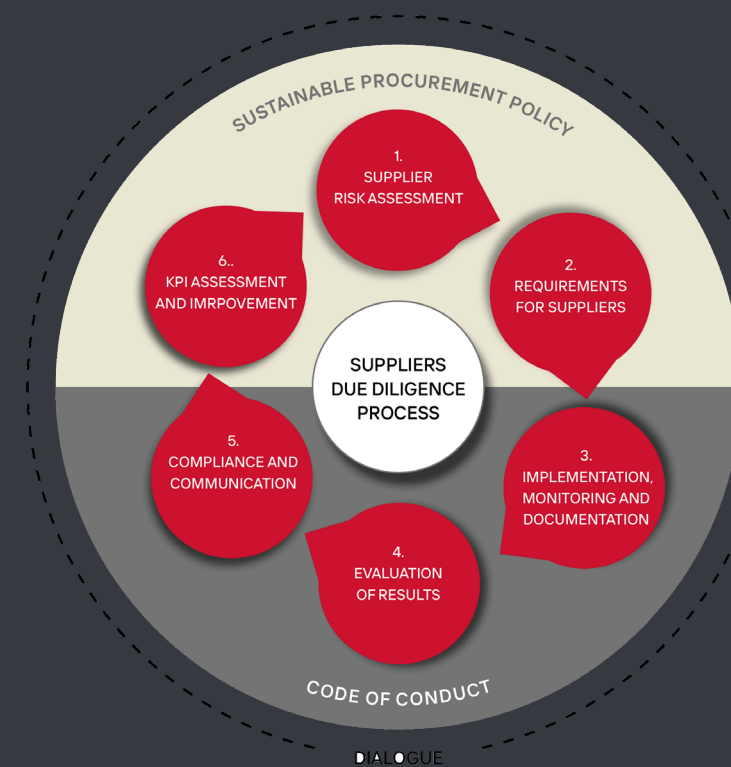 SUSTAINABLE PROCUREMENT POLICY
1.
SUPPLIER
RISK ASSESSMENT
2.
REQUIREMENTS
FOR SUPPLIERS
3.
IMPLEMENTATION,
MONITORING AND
DOCUMENTATION
4.
EVALUATION
OF RESULTS
5.
COMPLIANCE AND
COMMUNICATION
6..
KPI ASSESSMENT
AND IMRPOVEMENT
SUPPLIERS
DUE DILIGENCE
PROCESS
CODE OF CONDUCT
DIALOGUE